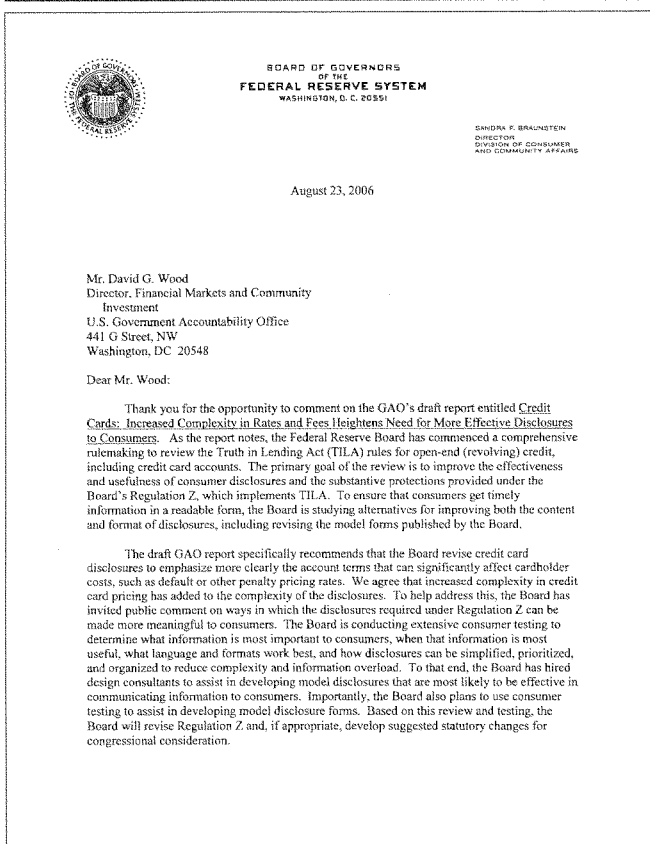 BOARD OF GOVERNORS
OF THE
FEDERAL RESERVE SYSTEM
WASHINGTON, D. C. 20551
SANDRA F. BRAUNSTEIN
DIRECTOR
DIVISION OF CONSUMER
AND COMMUNITY AFFAIRS
August 23, 2006
Mr. David G. Wood
Director, Financial Markets and Community
Investment
U.S. Government Accountability Office
441 G Street, NW
Washington, DC 20548
Dear Mr. Wood:
Thank you for the opportunity to comment on the GAO's draft report entitled Credit
Cards: Increased Complexity in Rates and Fees Heightens Need for More Effective Disclosures
to Consumers. As the report notes, the Federal Reserve Board has commenced a comprehensive
rulemaking to review the Truth in Lending Act (TILA) rules for open-end (revolving) credit,
including credit card accounts. The primary goal of the review is to improve the effectiveness
and usefulness of consumer disclosures and the substantive protections provided under the
Board's Regulation Z, which implements TILA. To ensure that consumers get timely
information in a readable form, the Board is studying alternatives for improving both the content
and format of disclosures, including revising the model forms published by the Board.
The draft GAO report specifically recommends that the Board revise credit card
disclosures to emphasize more clearly the account terms that can significantly affect cardholder
costs, such as default or other penalty pricing rates. We agree that increased complexity in credit
card pricing has added to the complexity of the disclosures. To help address this, the Board has
invited public comment on ways in which the disclosures required under Regulation Z can be
made more meaningful to consumers. The Board is conducting extensive consumer testing to
determine what information is most important to consumers, when that information is most
useful, what language and formats work best, and how disclosures can be simplified, prioritized,
and organized to reduce complexity and information overload. To that end, the Board has hired
design consultants to assist in developing model disclosures that are most likely to be effective in
communicating information to consumers. Importantly, the Board also plans to use consumer
testing to assist in developing model disclosure forms. Based on this review and testing, the
Board will revise Regulation Z and, if appropriate, develop suggested statutory changes for
congressional consideration.